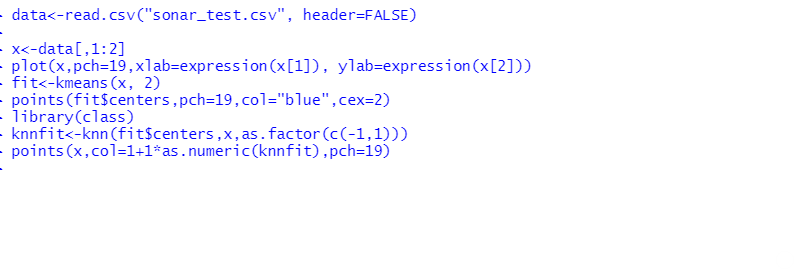 > data<-read.csv("sonar_test.csv", header=FALSE)
>
> x<-data[,1:2]
> plot(x,pch=19,xlab=expression(x[1]), ylab=expression(x[2]))
> fit<-kmeans(x, 2)
> points(fit$centers,pch=19,col="blue",cex=2)
> library(class)
> knnfit<-knn(fit$centers,x,as.factor(c(-1,1)))
> points(x,col=1+1*as.numeric(knnfit),pch=19)
>